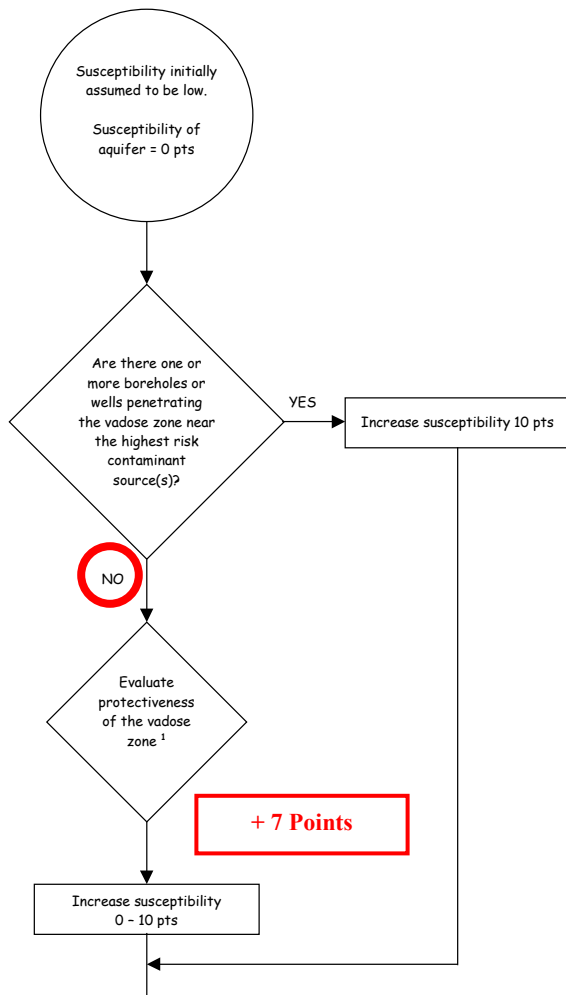 Susceptibility initially
assumed to be low.
Susceptibility of
aquifer = 0 pts
Are there one or
more boreholes or
wells penetrating
the vadose zone near
the highest risk
contaminant
source(s)?
YES
Increase susceptibility 10 pts
NO
Evaluate
protectiveness
of the vadose
zone ¹
+ 7 Points
Increase susceptibility
0 – 10 pts